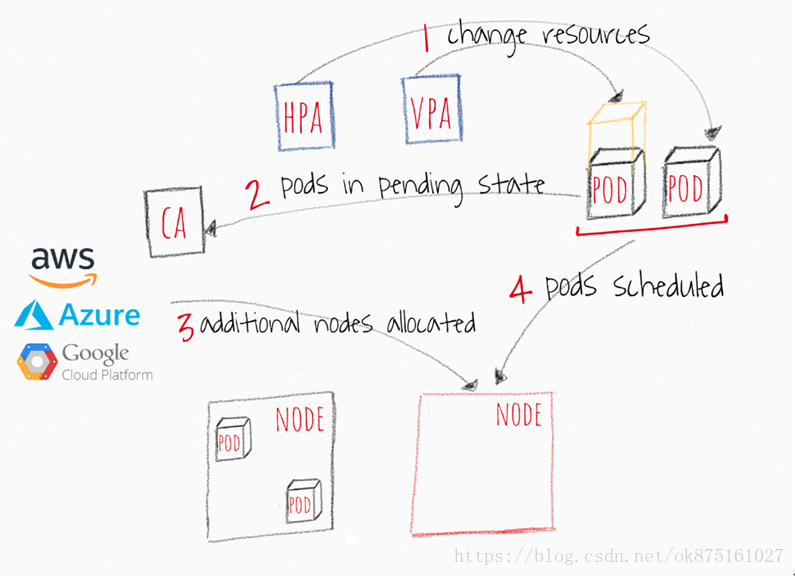 1 change resources
HPA
VPA
POD
POD
2 pods in pending state
CA
aws
Azure
Google
Cloud Platform
3 additional nodes allocated
4 pods scheduled
NODE
POD
POD
NODE
https://blog.csdn.net/ok875161027